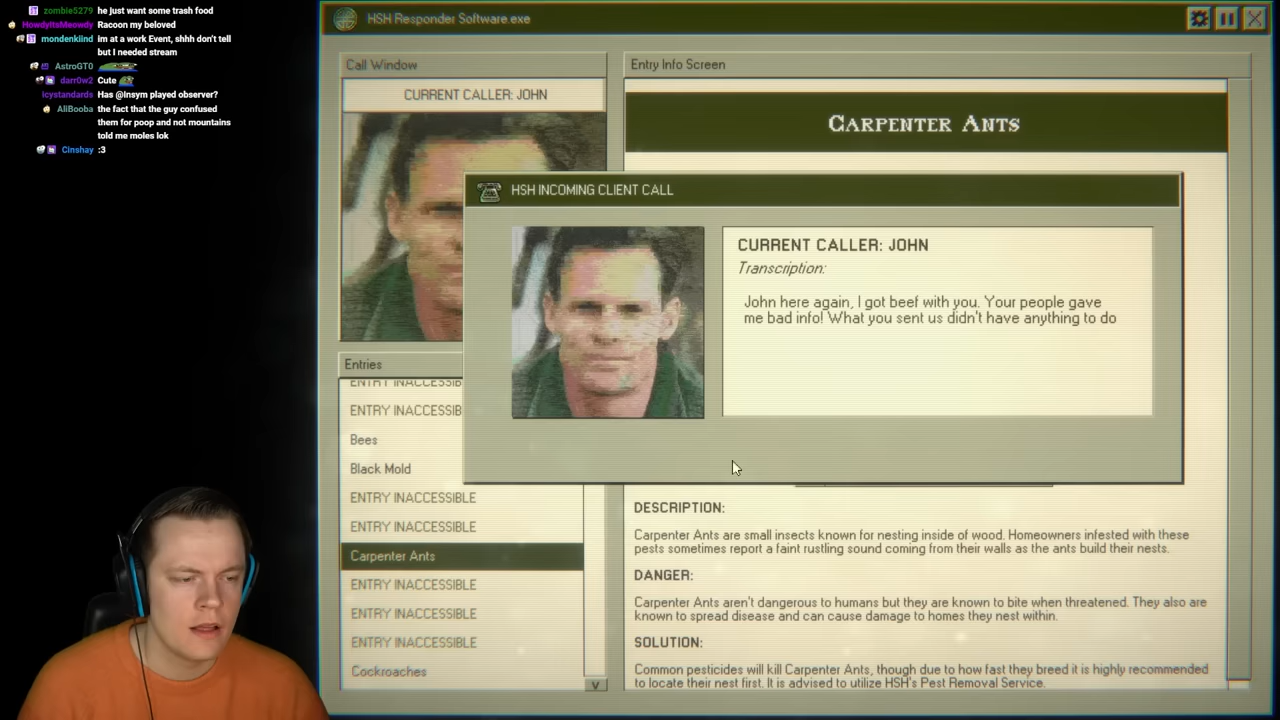 zombie5279 he just want some trash food
HowdyItsMeowdy Racoon my beloved
mondenkiind im at a work Event, shhh don't tell
but I needed stream
AstroGT0
darr0w2 Cute
Icystandards Has @Insym played observer?
AliBooba the fact that the guy confused
them for poop and not mountains
told me moles lok
Cinshay :3
HSH Responder Software.exe
Call Window
CURRENT CALLER: JOHN
Entries
ENTRY INACCESSIB
ENTRY INACCESSIB
Bees
Black Mold
ENTRY INACCESSIBLE
ENTRY INACCESSIBLE
Carpenter Ants
ENTRY INACCESSIBLE
ENTRY INACCESSIBLE
ENTRY INACCESSIBLE
Cockroaches
V
Entry Info Screen
CARPENTER ANTS
HSH INCOMING CLIENT CALL
CURRENT CALLER: JOHN
Transcription:
John here again, I got beef with you. Your people gave
me bad info! What you sent us didn't have anything to do
DESCRIPTION:
Carpenter Ants are small insects known for nesting inside of wood. Homeowners infested with these
pests sometimes report a faint rustling sound coming from their walls as the ants build their nests.
DANGER:
Carpenter Ants aren't dangerous to humans but they are known to bite when threatened. They also are
known to spread disease and can cause damage to homes they nest within.
SOLUTION:
Common pesticides will kill Carpenter Ants, though due to how fast they breed it is highly recommended
to locate their nest first. It is advised to utilize HSH's Pest Removal Service.